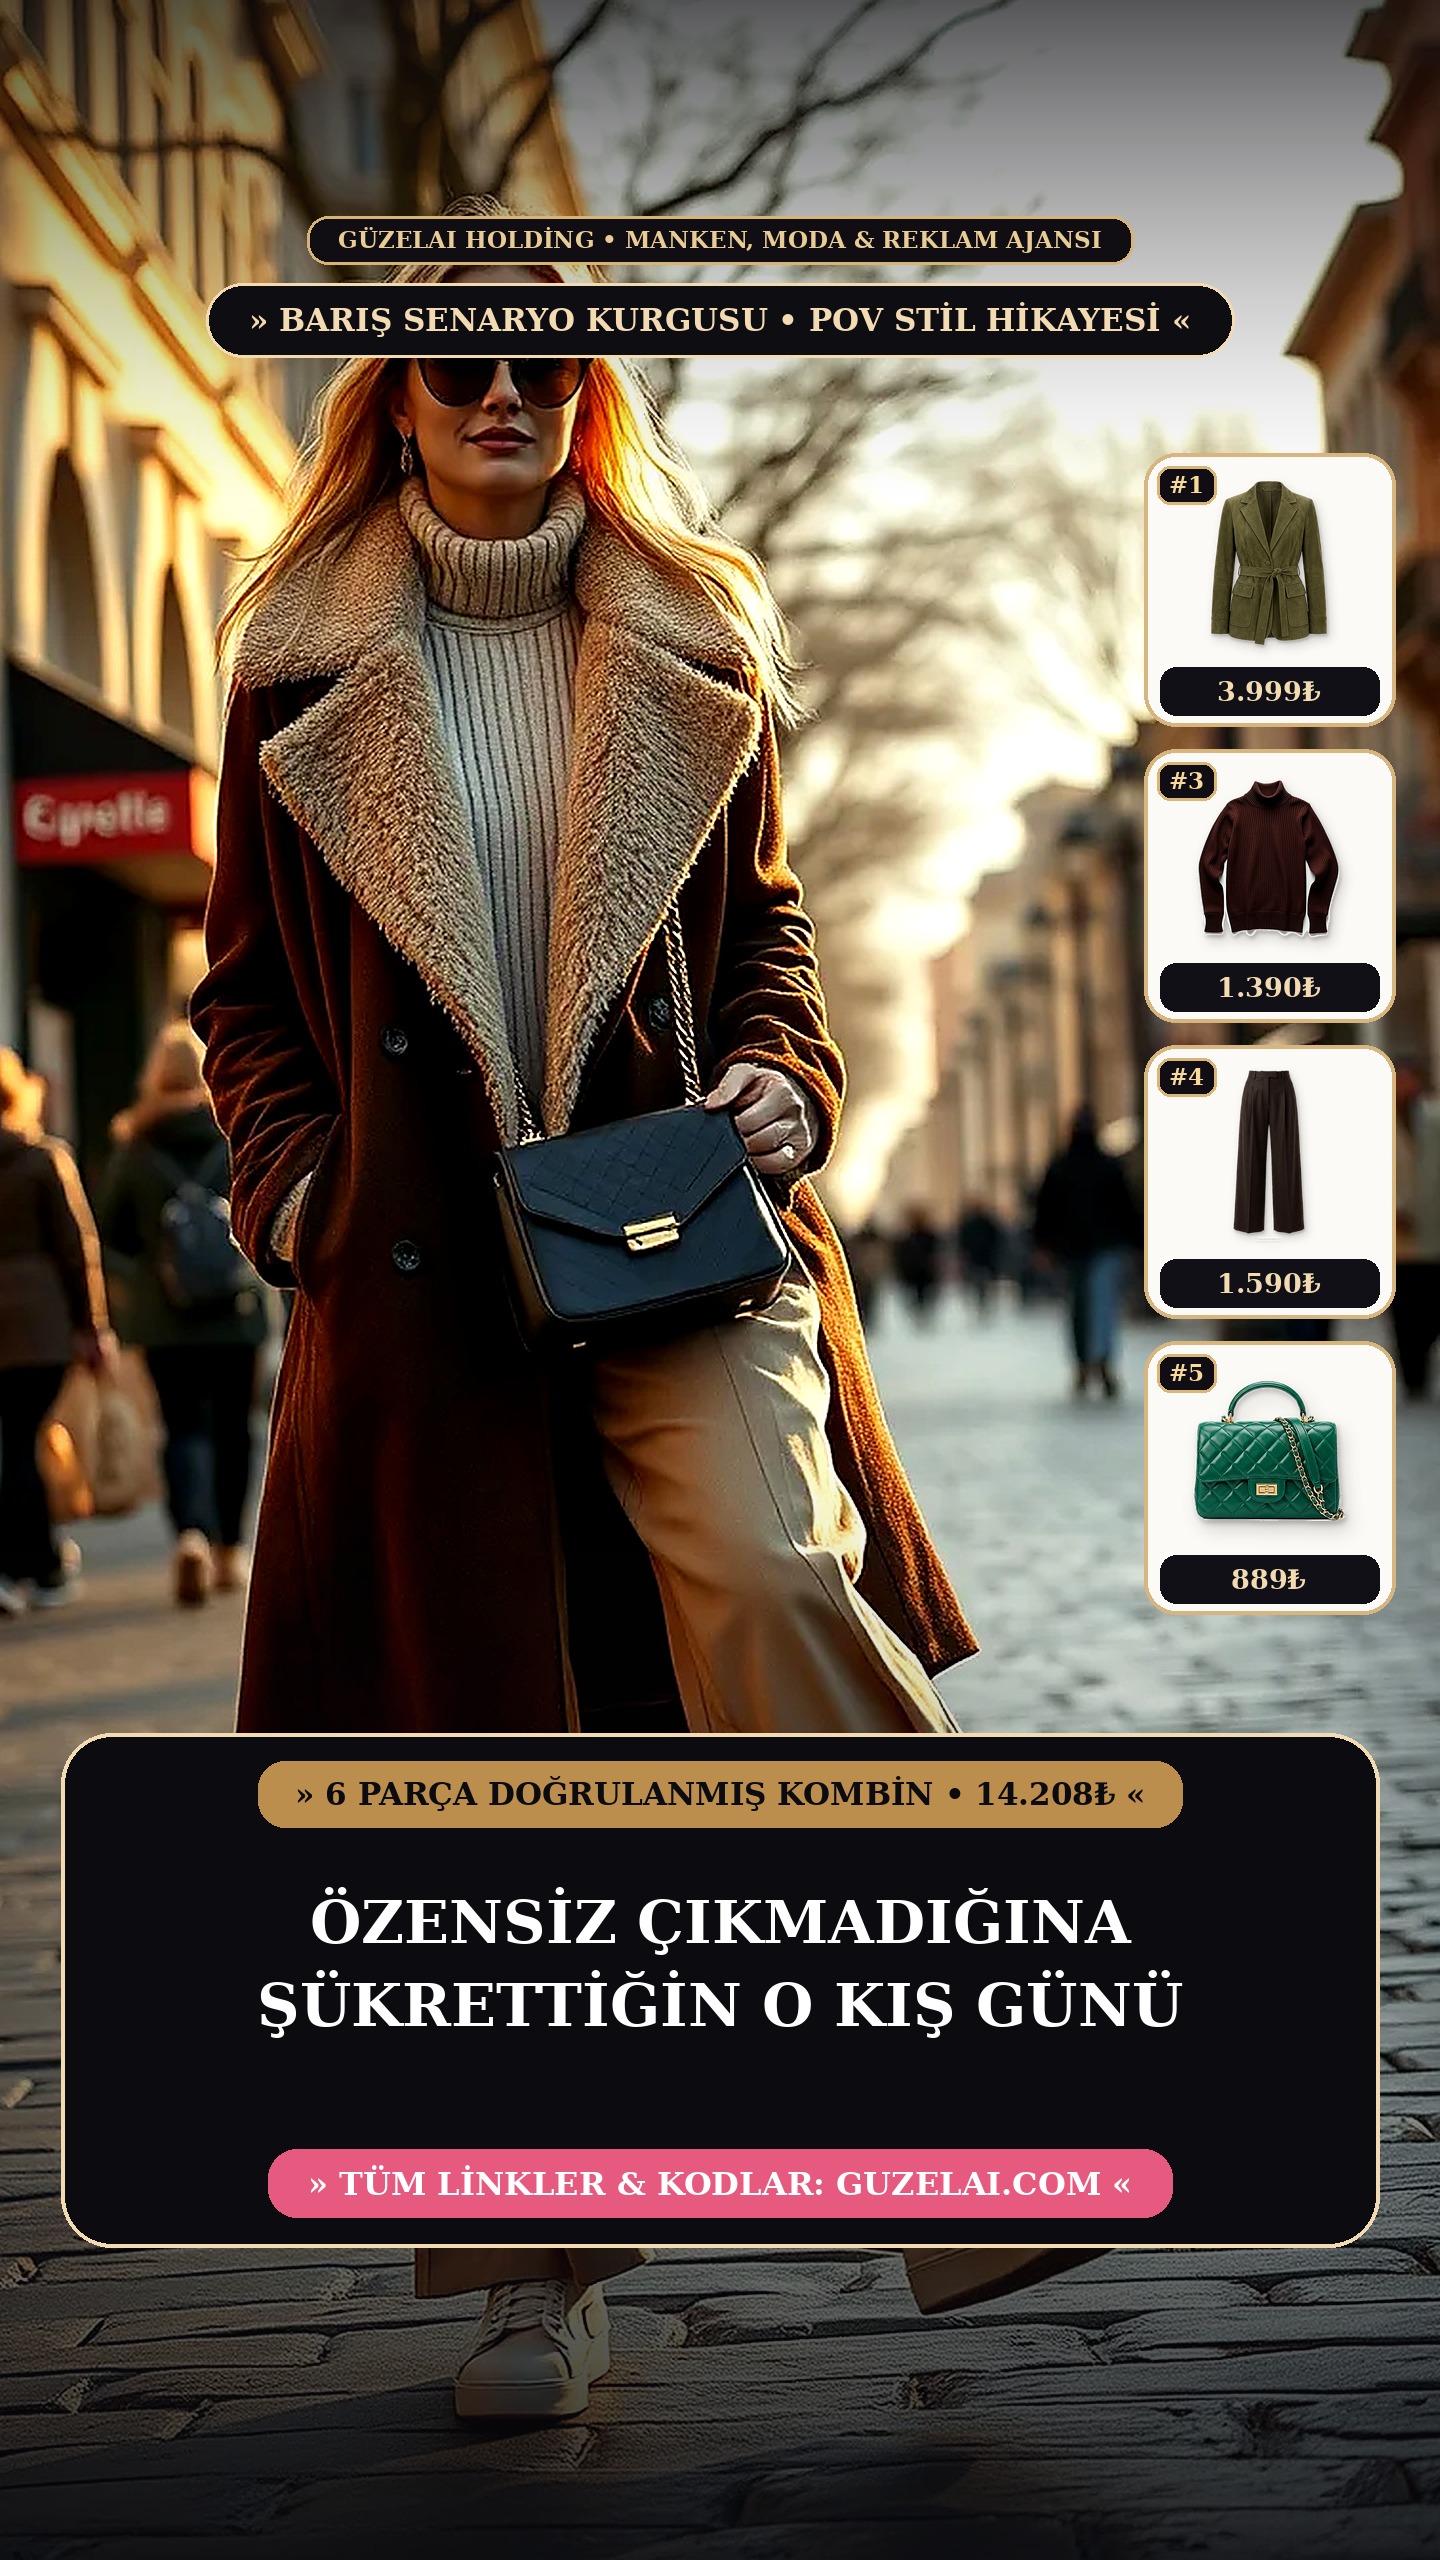 GÜZELAI HOLDİNG • MANKEN, MODA & REKLAM AJANSI
» BARIŞ SENARYO KURGUSU • POV STİL HİKAYESİ «
#1
3.999₺
#3
1.390₺
#4
1.590₺
#5
889₺
» 6 PARÇA DOĞRULANMIŞ KOMBİN • 14.208₺ «
ÖZENSİZ ÇIKMADIĞINA
ŞÜKRETTİĞİN O KIŞ GÜNÜ
» TÜM LİNKLER & KODLAR: GUZELAI.COM «